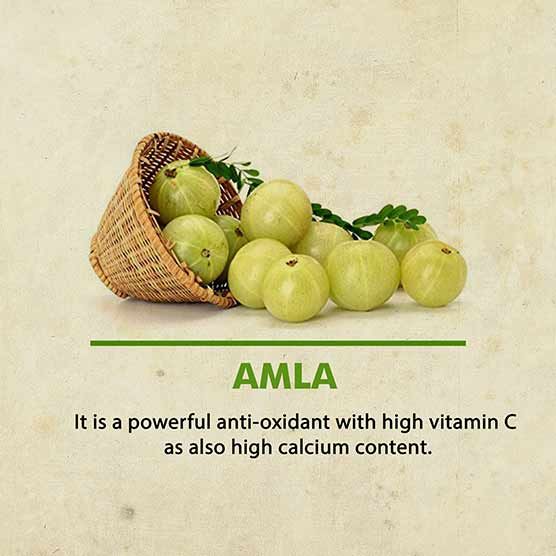 AMLA
It is a powerful anti-oxidant with high vitamin C
as also high calcium content.